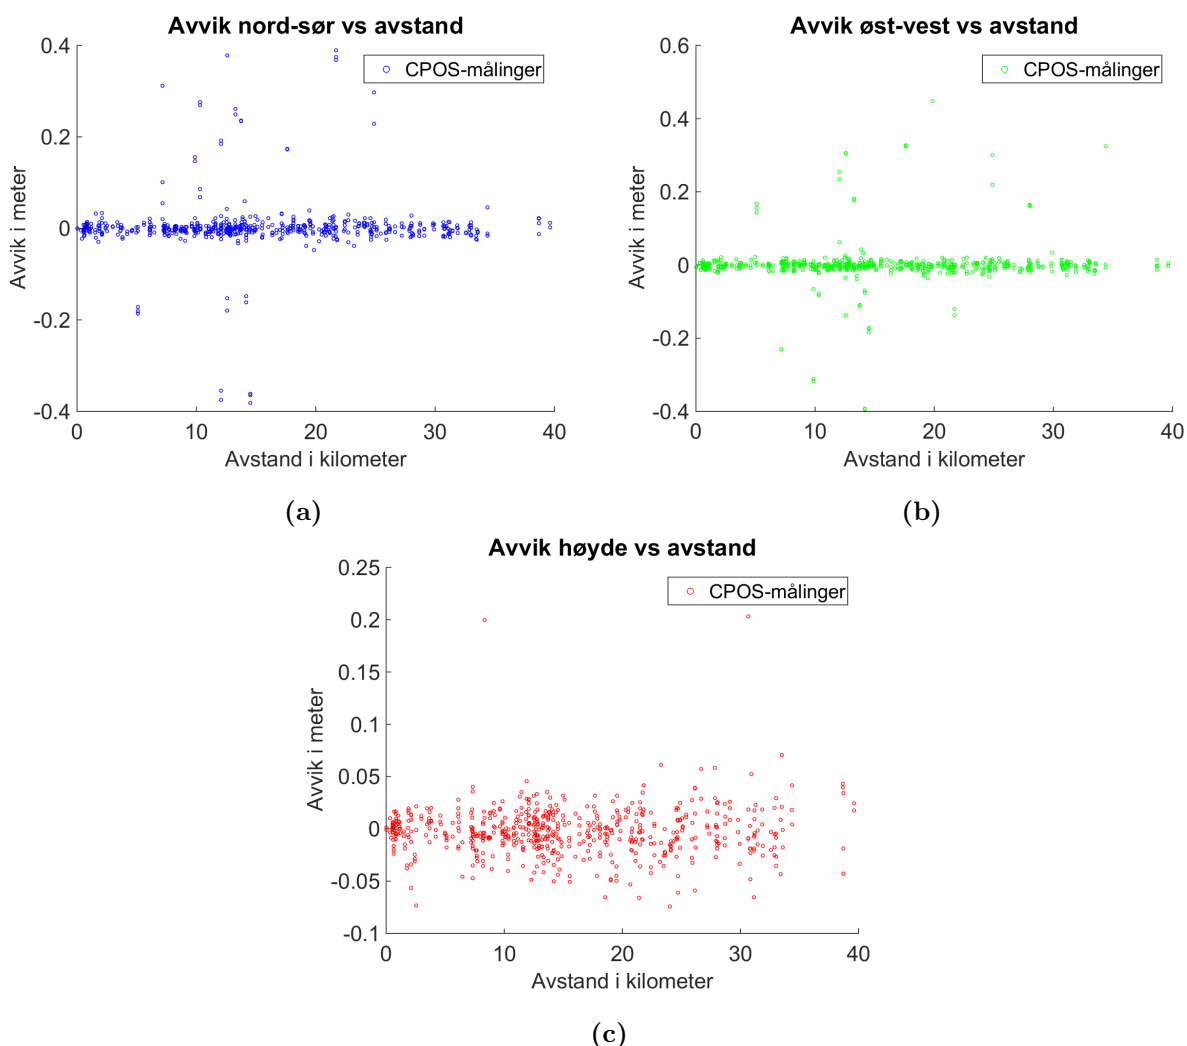 Avvik nord-sør vs avstand
0.4
0.2
0
-0.2
-0.4
Avvik i meter
CPOS-målinger
0 10 20 30 40
Avstand i kilometer
(a)
Avvik øst-vest vs avstand
0.6
0.4
0.2
0
-0.2
-0.4
Avvik i meter
CPOS-målinger
0 10 20 30 40
Avstand i kilometer
(b)
Avvik høyde vs avstand
0.25
0.2
0.15
0.1
0.05
0
-0.05
-0.1
Avvik i meter
CPOS-målinger
0 10 20 30 40
Avstand i kilometer
(c)